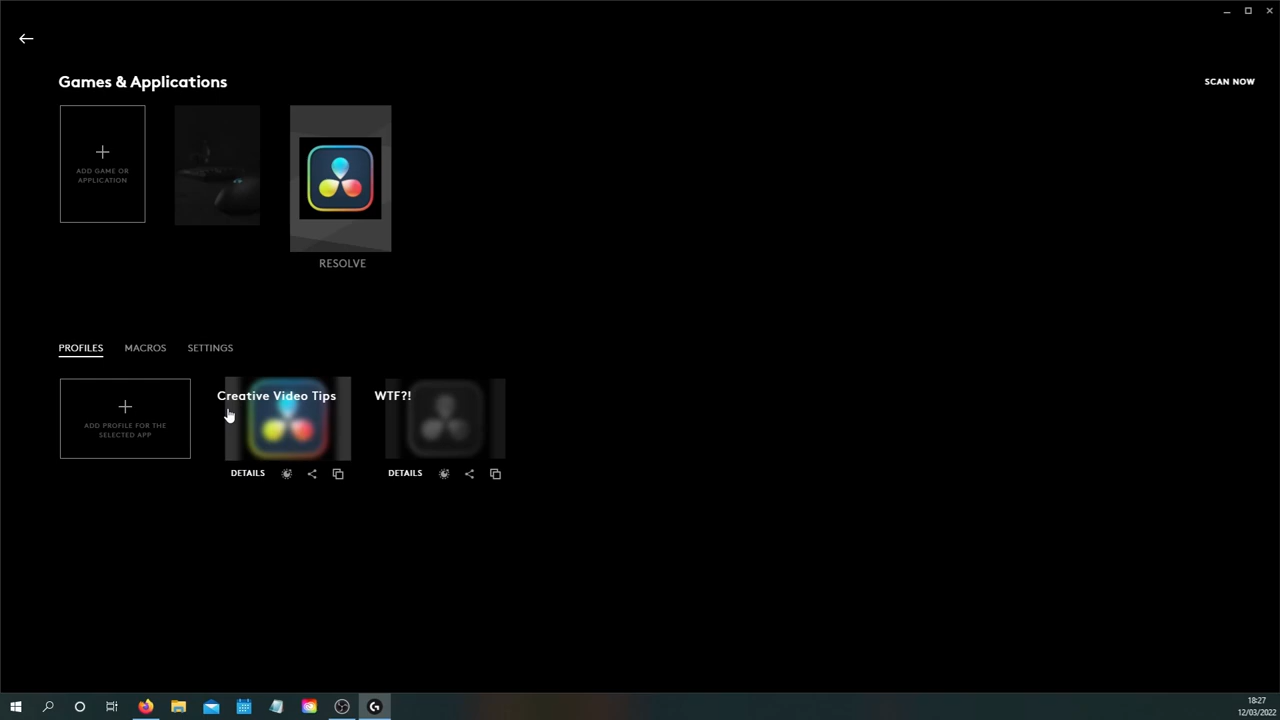 Games & Applications
SCAN NOW
ADD GAME OR
APPLICATION
RESOLVE
PROFILES
MACROS
SETTINGS
ADD PROFILE FOR THE
SELECTED APP
Creative Video Tips
WTF?!
DETAILS
DETAILS
18:27
12/03/2022